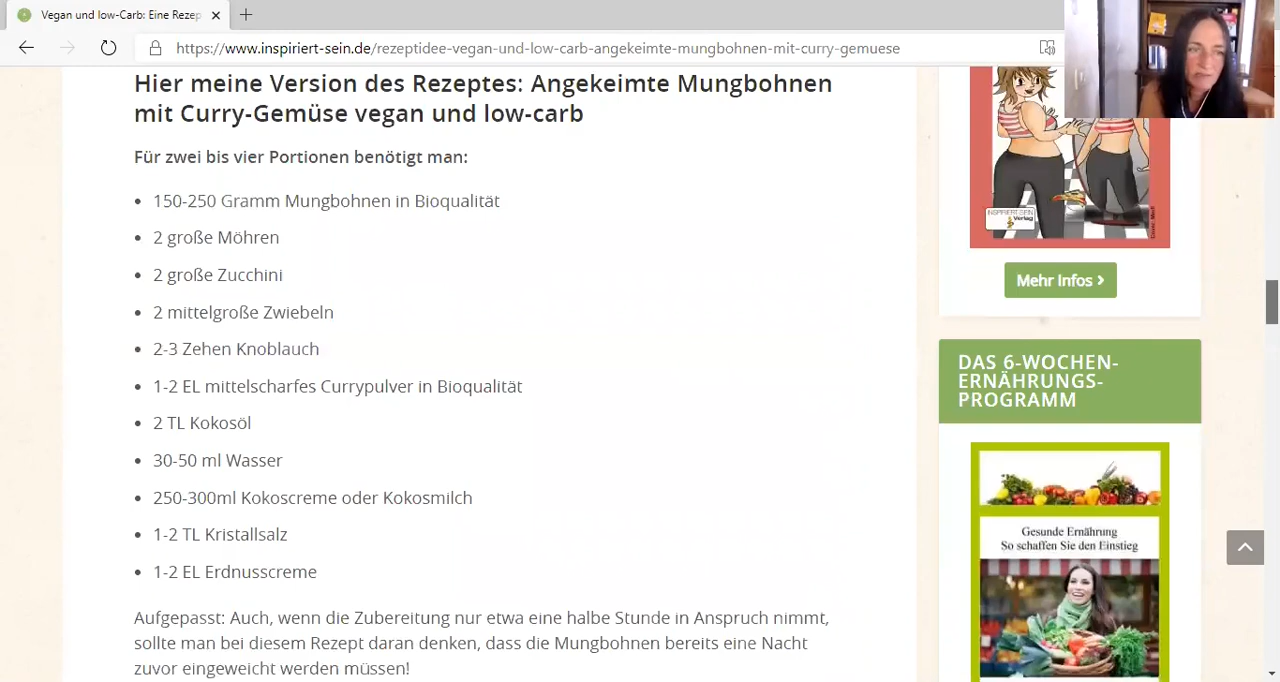 Vegan und low-Carb: Eine Rezep
https://www.inspiriert-sein.de/rezeptidee-vegan-und-low-carb-angekeimte-mungbohnen-mit-curry-gemuese
Hier meine Version des Rezeptes: Angekeimte Mungbohnen
mit Curry-Gemüse vegan und low-carb
Für zwei bis vier Portionen benötigt man:
150-250 Gramm Mungbohnen in Bioqualität
2 große Möhren
2 große Zucchini
2 mittelgroße Zwiebeln
2-3 Zehen Knoblauch
1-2 EL mittelscharfes Currypulver in Bioqualität
2 TL Kokosöl
30-50 ml Wasser
250-300ml Kokoscreme oder Kokosmilch
1-2 TL Kristallsalz
1-2 EL Erdnusscreme
Aufgepasst: Auch, wenn die Zubereitung nur etwa eine halbe Stunde in Anspruch nimmt,
sollte man bei diesem Rezept daran denken, dass die Mungbohnen bereits eine Nacht
zuvor eingeweicht werden müssen!
INSPIRIERT-SEIN
Verlag
Mehr Infos
DAS 6-WOCHEN-
ERNÄHRUNGS-
PROGRAMM
Gesunde Ernährung
So schaffen Sie den Einstieg